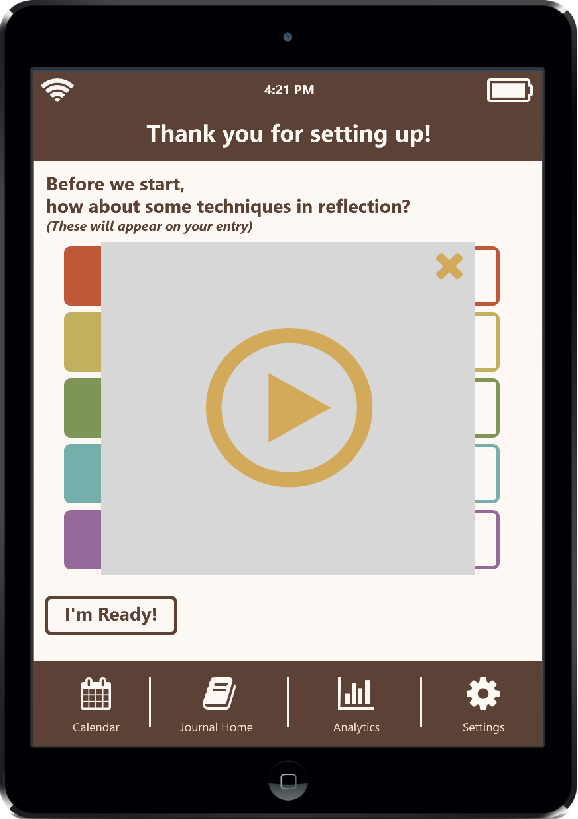 4:21 PM
Thank you for setting up!
Before we start,
how about some techniques in reflection?
(These will appear on your entry)
I'm Ready!
Calendar
Journal Home
Analytics
Settings